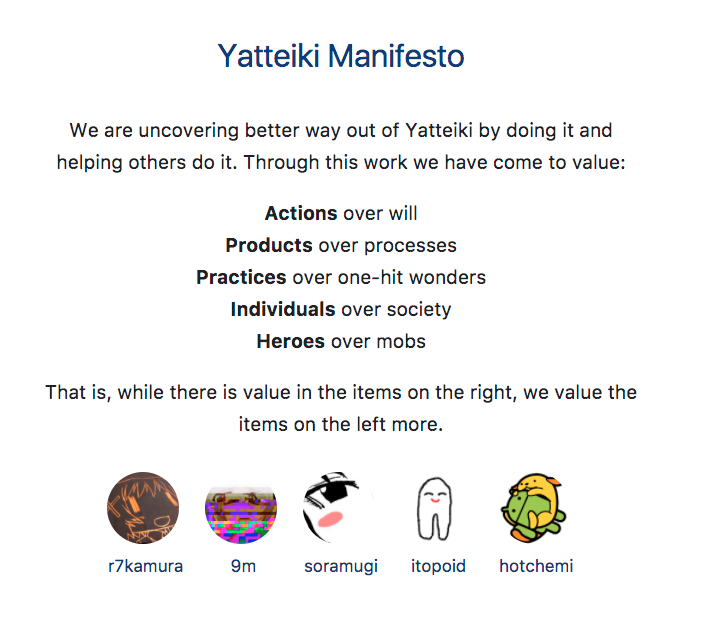 Yatteiki Manifesto
We are uncovering better way out of Yatteiki by doing it and
helping others do it. Through this work we have come to value:
Actions over will
Products over processes
Practices over one-hit wonders
Individuals over society
Heroes over mobs
That is, while there is value in the items on the right, we value the
items on the left more.
r7kamura 9m soramugi itopoid hotchemi